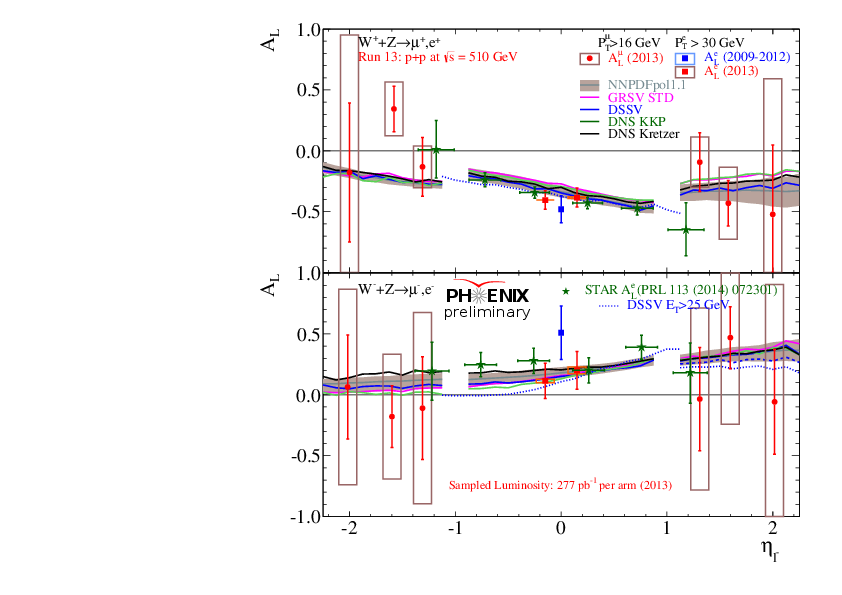 1.0
W⁺+Z→μ⁺,e⁺
P_T^μ>16 GeV P_T^e > 30 GeV
Run 13: p+p at √s = 510 GeV
A_L^μ (2013) A_L^e (2009-2012)
A_L^e (2013)
A_L
0.5
NNPDFpol1.1
GRSV STD
DSSV
DNS KKP
DNS Kretzer
0.0
-0.5
1.0
W⁻+Z→μ⁻,e⁻
PHENIX
preliminary
STAR A_L^e (PRL 113 (2014) 072301)
DSSV E_T>25 GeV
A_L
0.5
0.0
-0.5
Sampled Luminosity: 277 pb⁻¹ per arm (2013)
-1.0
-2 -1 0 1 2
η_l